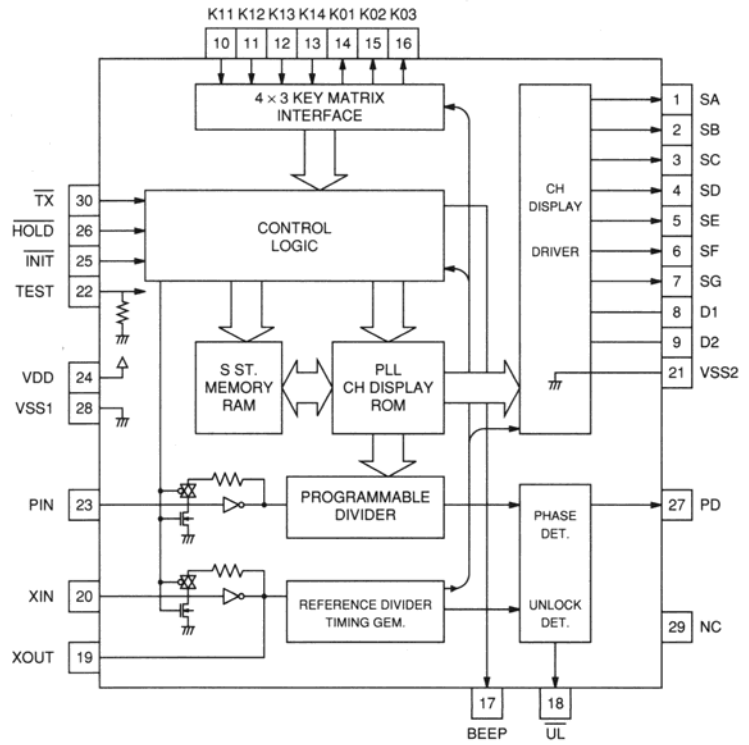 K11 K12 K13 K14 K01 K02 K03
10 11 12 13 14 15 16
4 × 3 KEY MATRIX
INTERFACE
1 SA
2 SB
3 SC
4 SD
5 SE
6 SF
7 SG
8 D1
9 D2
21 VSS2
CH
DISPLAY
DRIVER
TX 30
HOLD 26
INIT 25
TEST 22
CONTROL
LOGIC
VDD 24
VSS1 28
S ST.
MEMORY
RAM
PLL
CH DISPLAY
ROM
PIN 23
PROGRAMMABLE
DIVIDER
PHASE
DET.
27 PD
XIN 20
REFERENCE DIVIDER
TIMING GEM.
UNLOCK
DET.
29 NC
XOUT 19
17
BEEP
18
UL